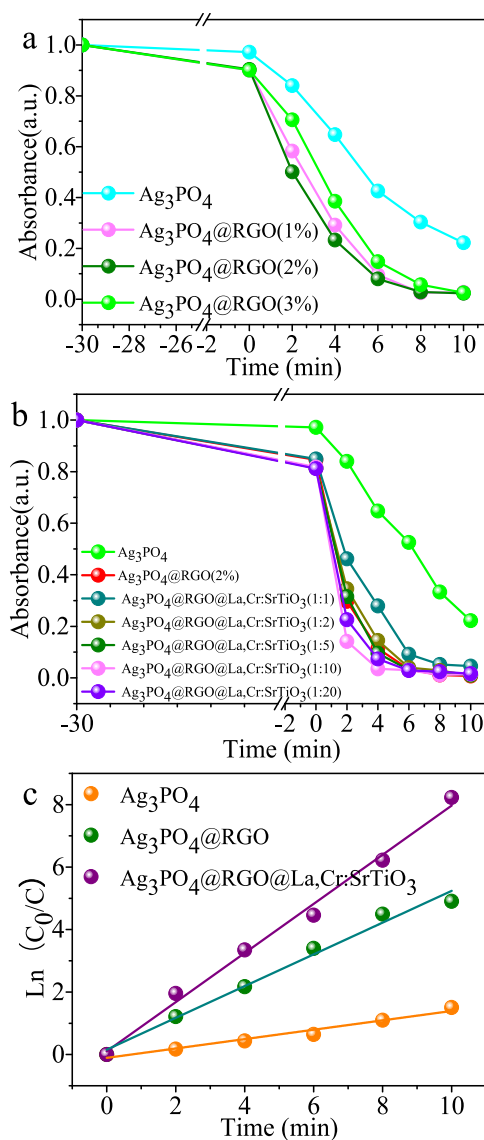 a
Absorbance(a.u.)
1.0
0.8
0.6
0.4
0.2
0.0
Ag3PO4
Ag3PO4@RGO(1%)
Ag3PO4@RGO(2%)
Ag3PO4@RGO(3%)
-30 -28 -26 -2 0 2 4 6 8 10
Time (min)
b
Absorbance(a.u.)
1.0
0.8
0.6
0.4
0.2
0.0
Ag3PO4
Ag3PO4@RGO(2%)
Ag3PO4@RGO@La,Cr:SrTiO3(1:1)
Ag3PO4@RGO@La,Cr:SrTiO3(1:2)
Ag3PO4@RGO@La,Cr:SrTiO3(1:5)
Ag3PO4@RGO@La,Cr:SrTiO3(1:10)
Ag3PO4@RGO@La,Cr:SrTiO3(1:20)
-30 -2 0 2 4 6 8 10
Time (min)
c
Ln (C0/C)
8
6
4
2
0
Ag3PO4
Ag3PO4@RGO
Ag3PO4@RGO@La,Cr:SrTiO3
0 2 4 6 8 10
Time (min)